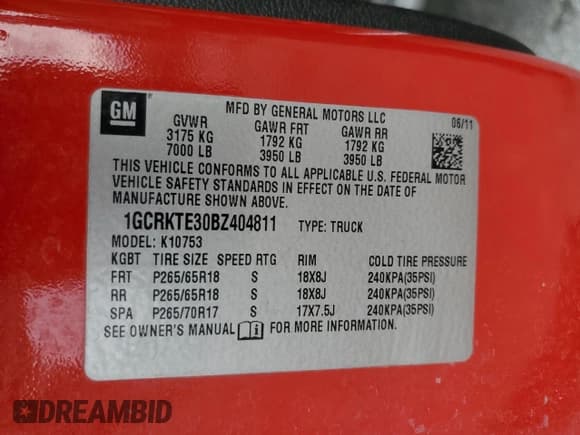 GM
MFD BY GENERAL MOTORS LLC
06/11
GVWR GAWR FRT GAWR RR
3175 KG 1792 KG 1792 KG
7000 LB 3950 LB 3950 LB
THIS VEHICLE CONFORMS TO ALL APPLICABLE U.S. FEDERAL MOTOR
VEHICLE SAFETY STANDARDS IN EFFECT ON THE DATE OF
MANUFACTURE SHOWN ABOVE.
1GCRKTE30BZ404811 TYPE: TRUCK
MODEL: K10753
KGBT TIRE SIZE SPEED RTG RIM COLD TIRE PRESSURE
FRT P265/65R18 S 18X8J 240KPA(35PSI)
RR P265/65R18 S 18X8J 240KPA(35PSI)
SPA P265/70R17 S 17X7.5J 240KPA(35PSI)
SEE OWNER'S MANUAL FOR MORE INFORMATION.
DREAMBID